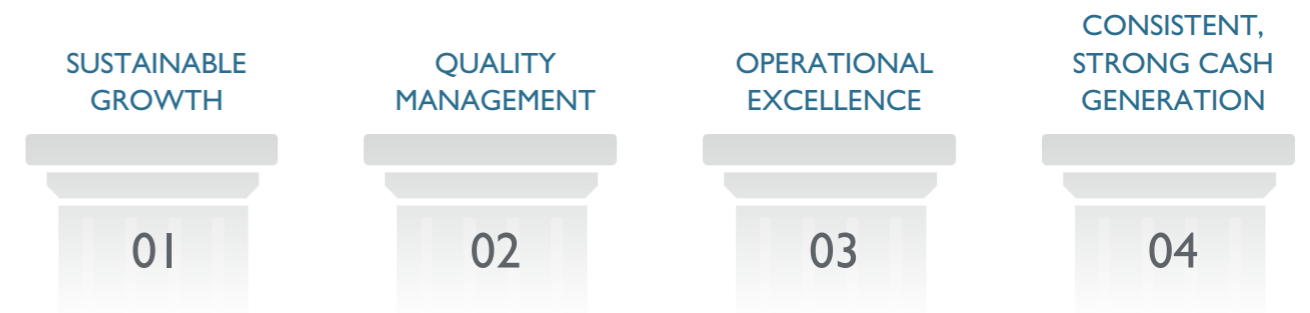 SUSTAINABLE
GROWTH
01
QUALITY
MANAGEMENT
02
OPERATIONAL
EXCELLENCE
03
CONSISTENT,
STRONG CASH
GENERATION
04